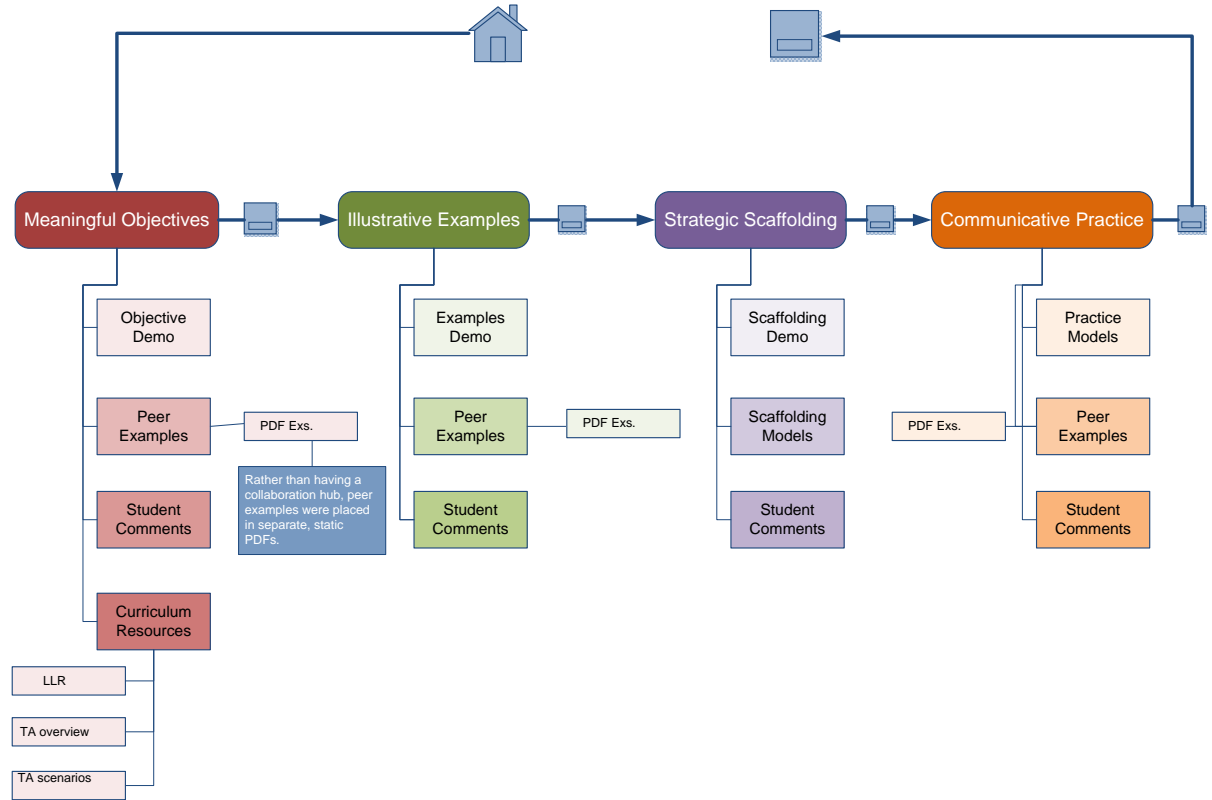 Meaningful Objectives
Illustrative Examples
Strategic Scaffolding
Communicative Practice
Objective
Demo
Examples
Demo
Scaffolding
Demo
Practice
Models
Peer
Examples
PDF Exs.
Peer
Examples
PDF Exs.
Scaffolding
Models
PDF Exs.
Peer
Examples
Rather than having a
collaboration hub, peer
examples were placed
in separate, static
PDFs.
Student
Comments
Student
Comments
Student
Comments
Student
Comments
Curriculum
Resources
LLR
TA overview
TA scenarios